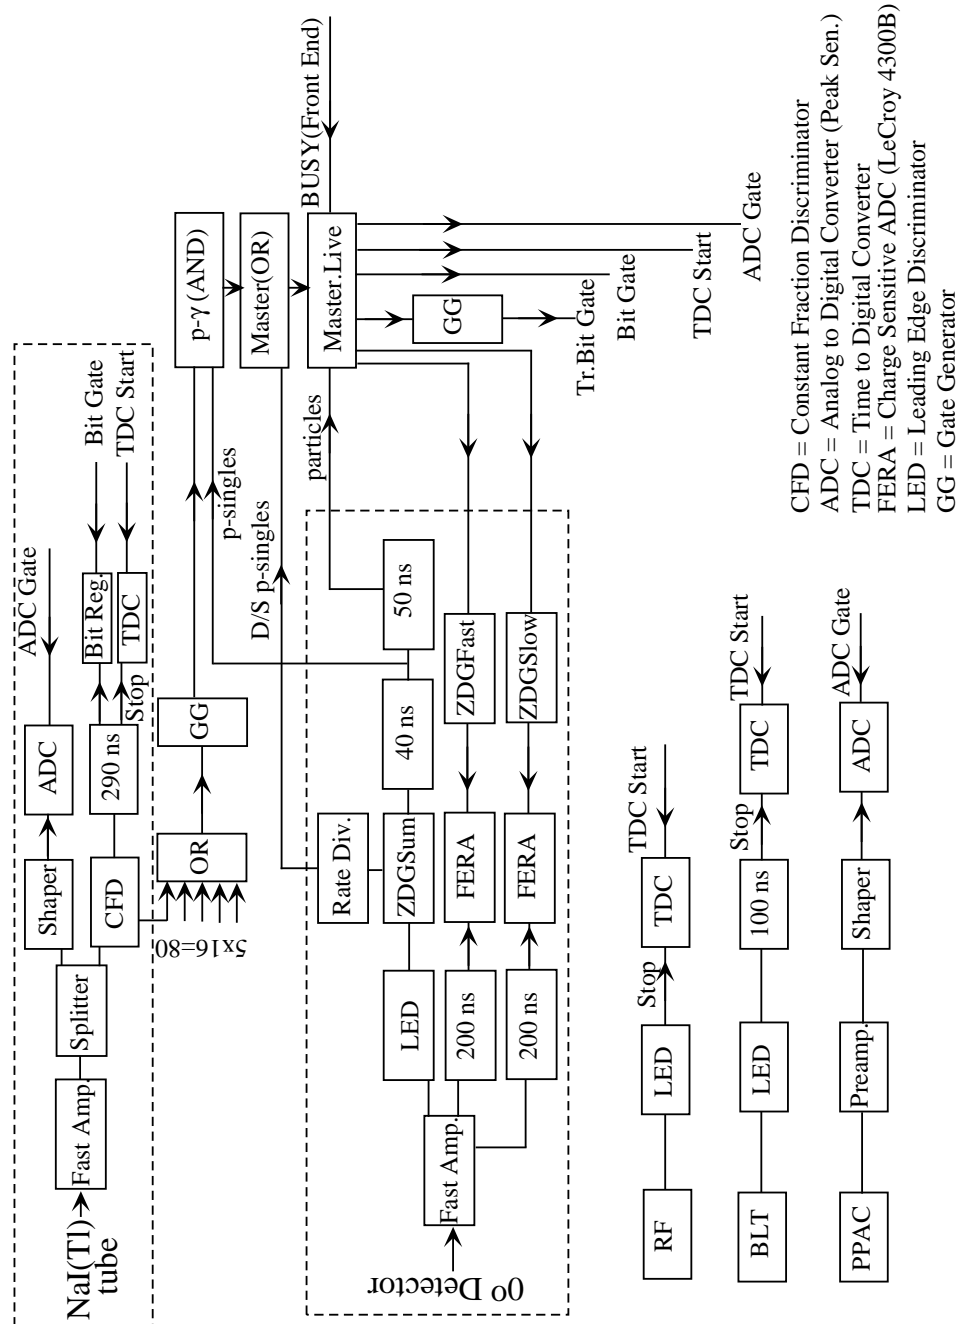 NaI(Tl)
tube
Fast Amp.
Splitter
Shaper
ADC
ADC Gate
CFD
290 ns
Bit Reg.
Bit Gate
Stop
TDC
TDC Start
5x16=80
OR
GG
p-γ (AND)
p-singles
Master(OR)
D/S p-singles
Master.Live
BUSY(Front End)
particles
0º Detector
Fast Amp.
LED
ZDGSum
Rate Div.
40 ns
50 ns
200 ns
FERA
ZDGFast
200 ns
FERA
ZDGSlow
GG
Tr.Bit Gate
Bit Gate
TDC Start
ADC Gate
RF
LED
Stop
TDC
TDC Start
BLT
LED
100 ns
Stop
TDC
TDC Start
PPAC
Preamp.
Shaper
ADC
ADC Gate
CFD = Constant Fraction Discriminator
ADC = Analog to Digital Converter (Peak Sen.)
TDC = Time to Digital Converter
FERA = Charge Sensitive ADC (LeCroy 4300B)
LED = Leading Edge Discriminator
GG = Gate Generator